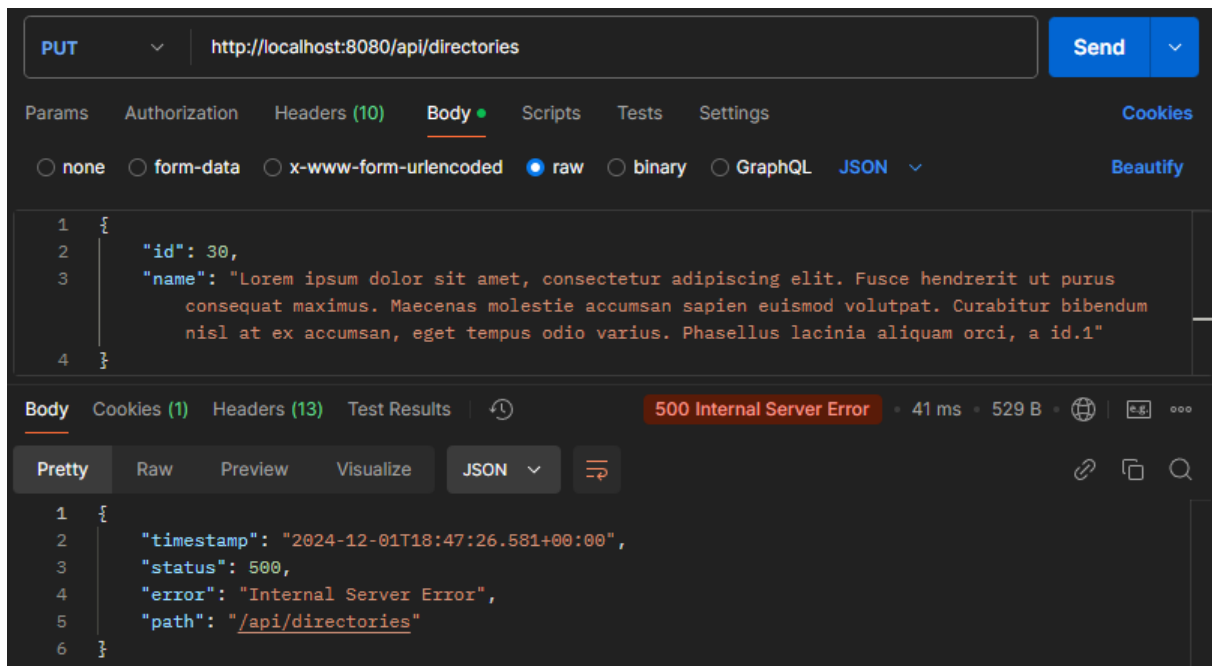 PUT http://localhost:8080/api/directories Send
Params Authorization Headers (10) Body Scripts Tests Settings Cookies
none form-data x-www-form-urlencoded raw binary GraphQL JSON Beautify
1 {
2 "id": 30,
3 "name": "Lorem ipsum dolor sit amet, consectetur adipiscing elit. Fusce hendrerit ut purus
consequat maximus. Maecenas molestie accumsan sapien euismod volutpat. Curabitur bibendum
nisl at ex accumsan, eget tempus odio varius. Phasellus lacinia aliquam orci, a id.1"
4 }
Body Cookies (1) Headers (13) Test Results 500 Internal Server Error • 41 ms • 529 B • e.g.
Pretty Raw Preview Visualize JSON
1 {
2 "timestamp": "2024-12-01T18:47:26.581+00:00",
3 "status": 500,
4 "error": "Internal Server Error",
5 "path": "/api/directories"
6 }